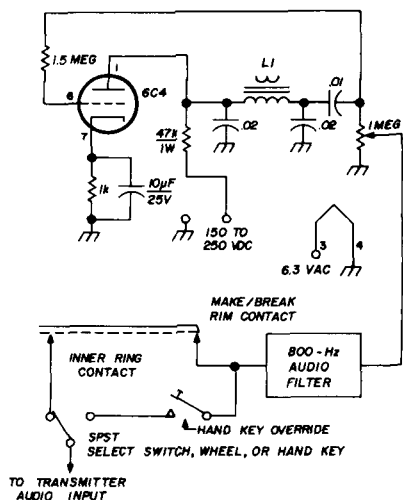 L1
1.5 MEG
1
6C4
6
7
.01
.02
.02
1 MEG
47k
1W
1k
10µF
25V
150 TO
250 VDC
3
4
6.3 VAC
MAKE/BREAK
RIM CONTACT
INNER RING
CONTACT
800-Hz
AUDIO
FILTER
HAND KEY OVERRIDE
SPST
SELECT SWITCH, WHEEL, OR HAND KEY
TO TRANSMITTER
AUDIO INPUT